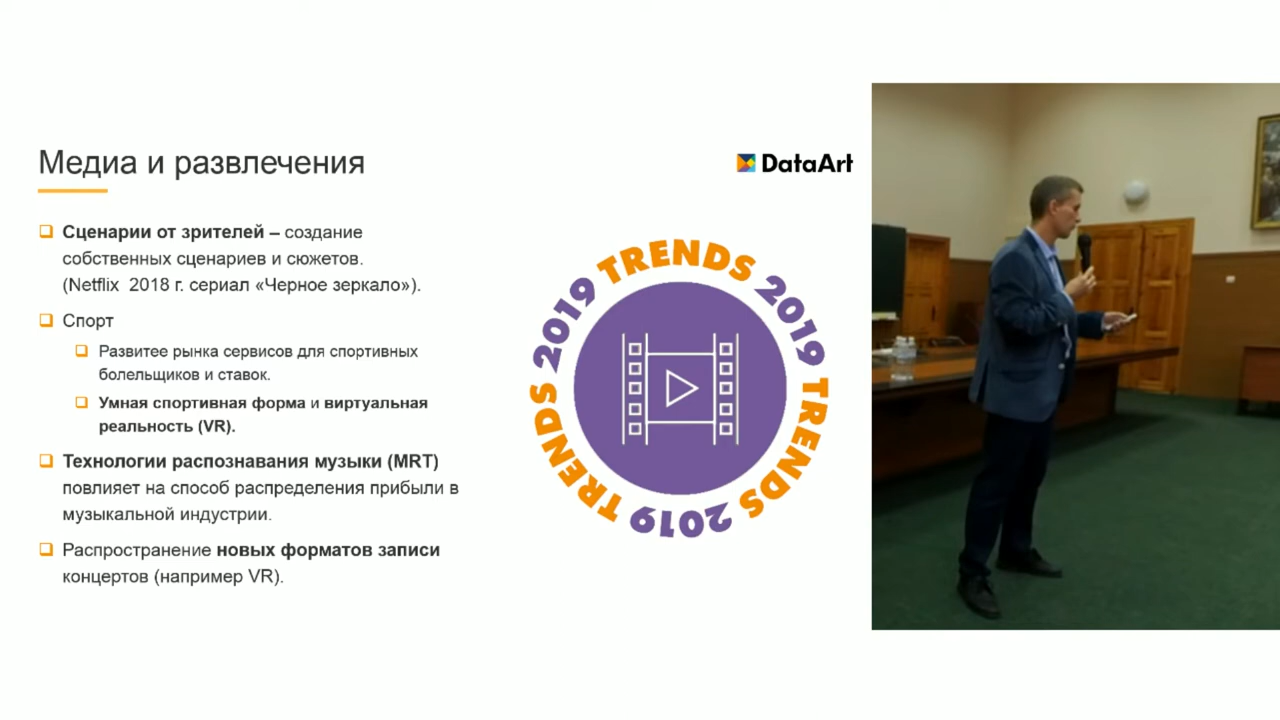 Медиа и развлечения
DataArt
Сценарии от зрителей – создание
собственных сценариев и сюжетов.
(Netflix 2018 г. сериал «Черное зеркало»).
Спорт
Развитее рынка сервисов для спортивных
болельщиков и ставок.
Умная спортивная форма и виртуальная
реальность (VR).
Технологии распознавания музыки (MRT)
повлияет на способ распределения прибыли в
музыкальной индустрии.
Распространение новых форматов записи
концертов (например VR).
TRENDS 2019 TRENDS 2019 TRENDS 2019